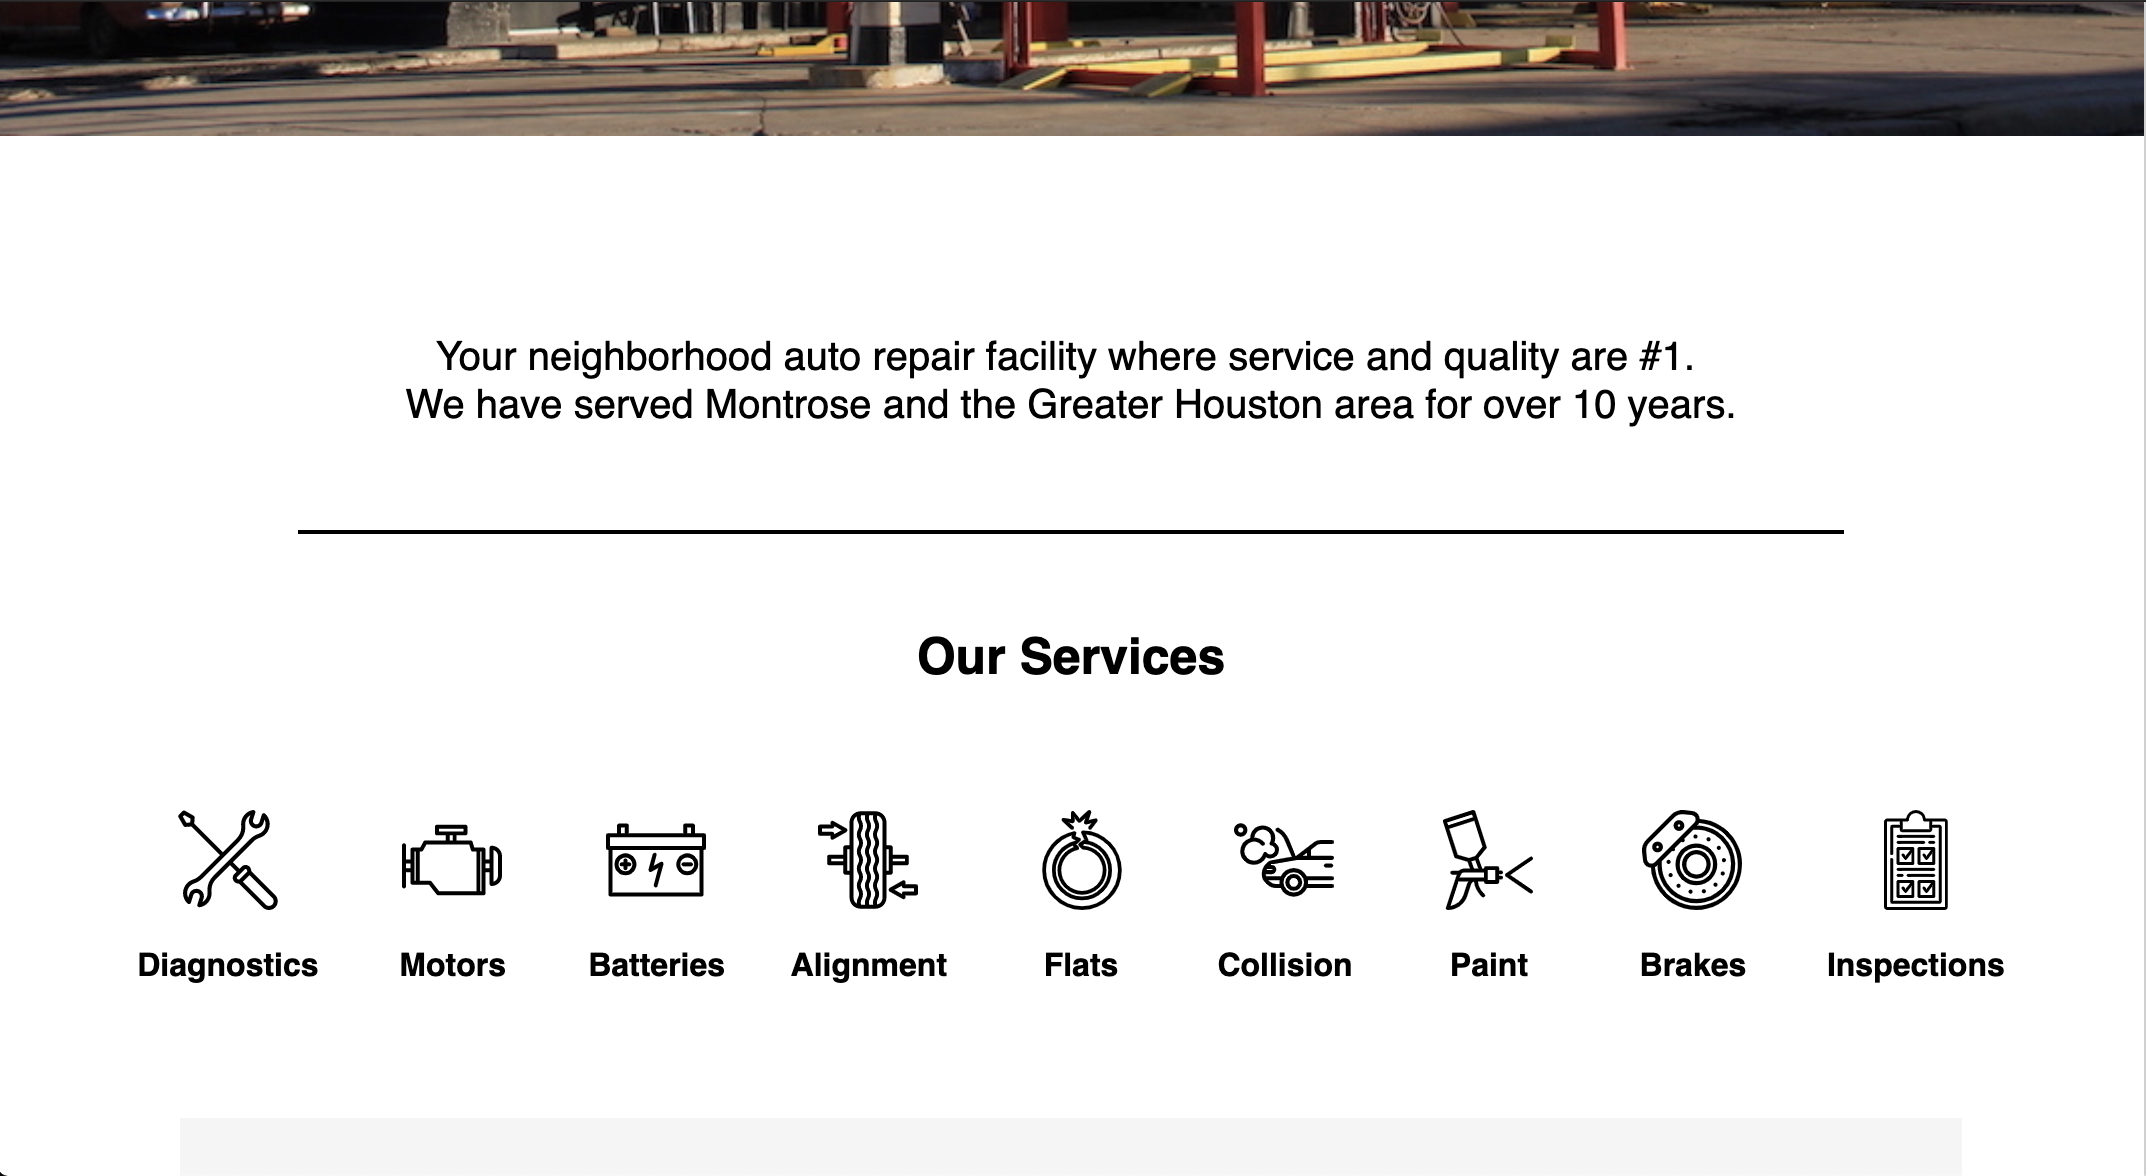 Your neighborhood auto repair facility where service and quality are #1.
We have served Montrose and the Greater Houston area for over 10 years.
Our Services
Diagnostics
Motors
Batteries
Alignment
Flats
Collision
Paint
Brakes
Inspections